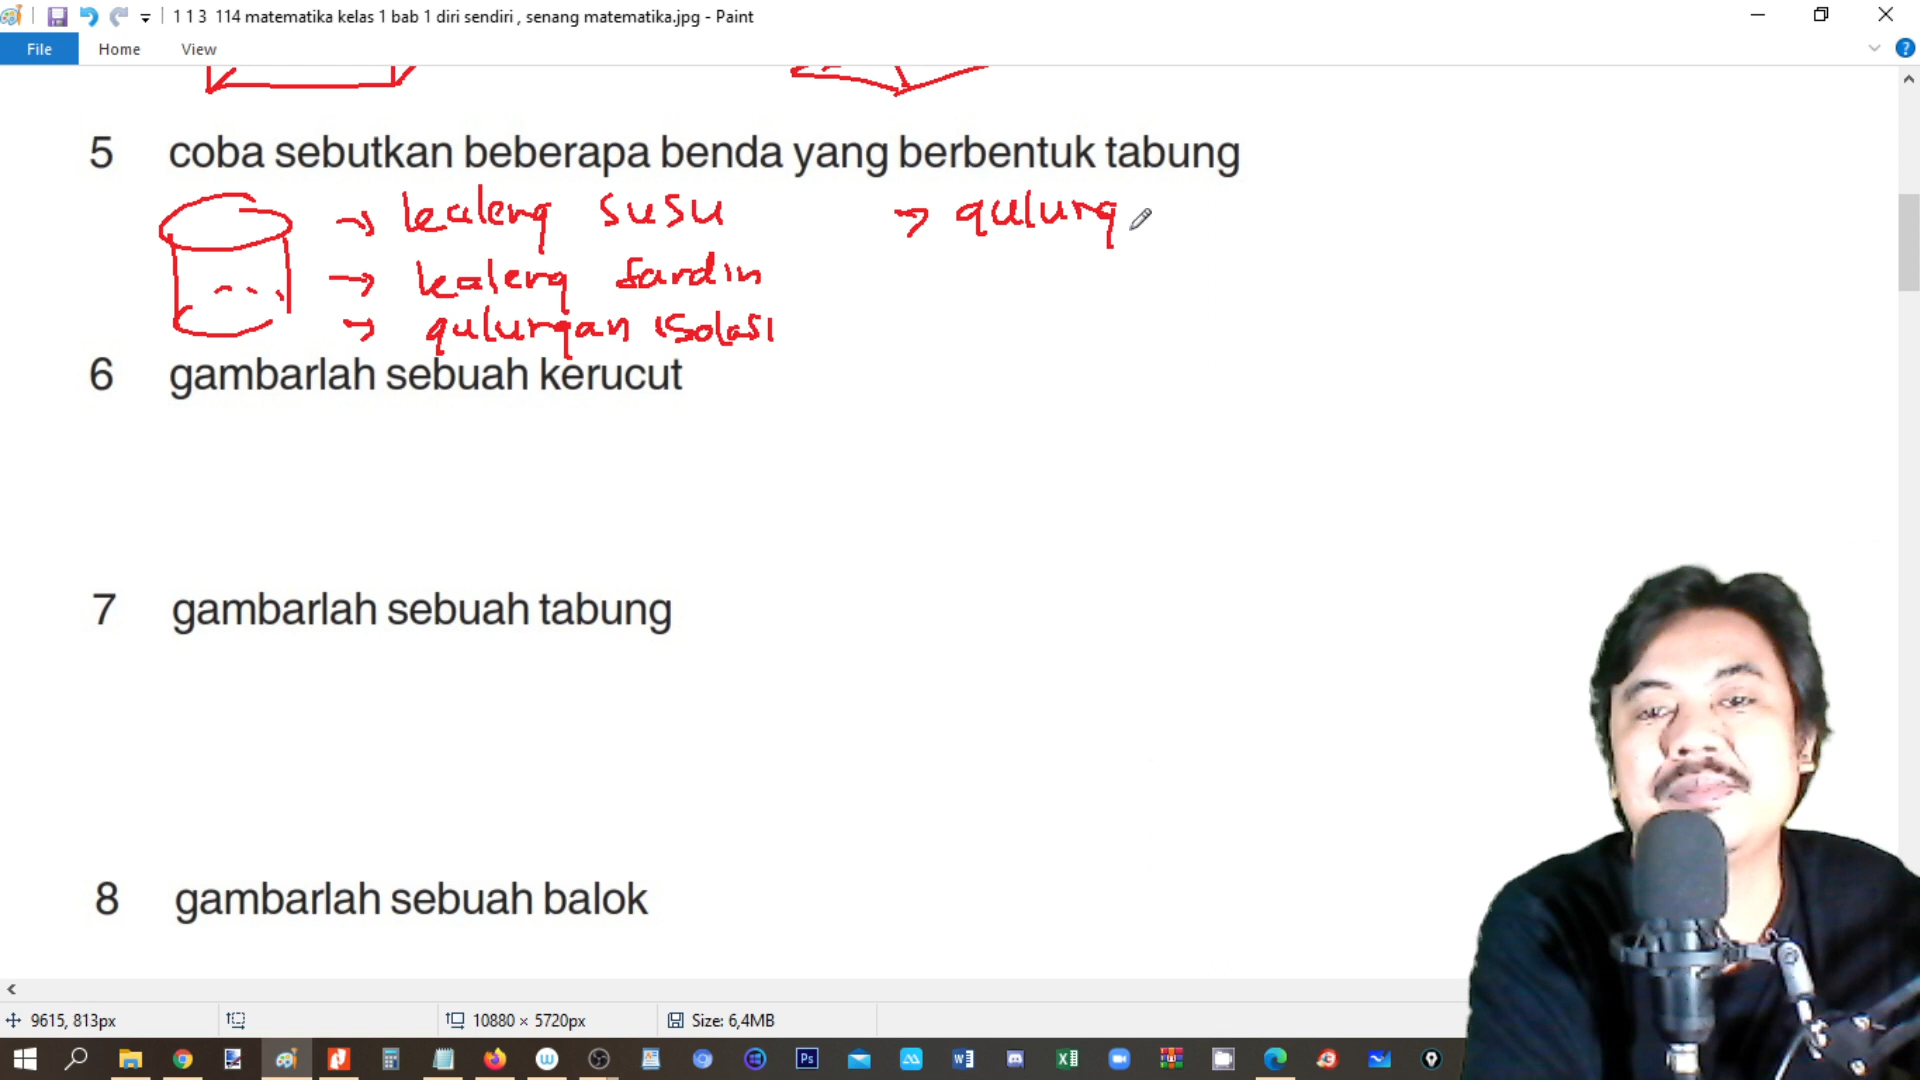 1 1 3 114 matematika kelas 1 bab 1 diri sendiri , senang matematika.jpg - Paint
File Home View
5 coba sebutkan beberapa benda yang berbentuk tabung
→ kaleng susu → gulung
→ kaleng sardin
→ gulungan isolasi
6 gambarlah sebuah kerucut
7 gambarlah sebuah tabung
8 gambarlah sebuah balok
9615, 813px 10880 × 5720px Size: 6,4MB